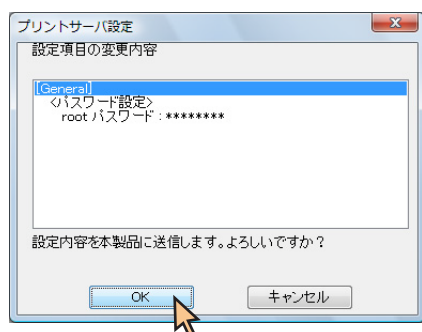 プリントサーバ設定
設定項目の変更内容
[General]
<パスワード設定>
root パスワード : ********
設定内容を本製品に送信します。よろしいですか？
OK
キャンセル